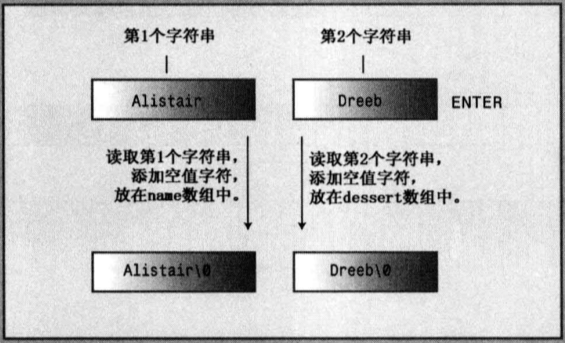 第1个字符串
第2个字符串
Alistair
Dreeb
ENTER
读取第1个字符串,
添加空值字符,
放在name数组中。
读取第2个字符串,
添加空值字符,
放在dessert数组中。
Alistair\0
Dreeb\0